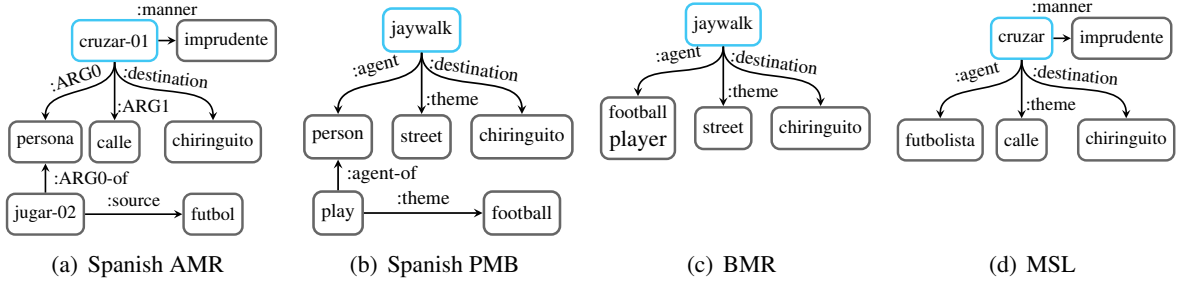 :manner
cruzar-01
imprudente
:ARG0
:destination
:ARG1
persona
calle
chiringuito
:ARG0-of
jugar-02
:source
futbol
(a) Spanish AMR
jaywalk
:agent
:destination
:theme
person
street
chiringuito
:agent-of
play
:theme
football
(b) Spanish PMB
jaywalk
:agent
:destination
:theme
football
player
street
chiringuito
(c) BMR
:manner
cruzar
imprudente
:agent
:destination
:theme
futbolista
calle
chiringuito
(d) MSL